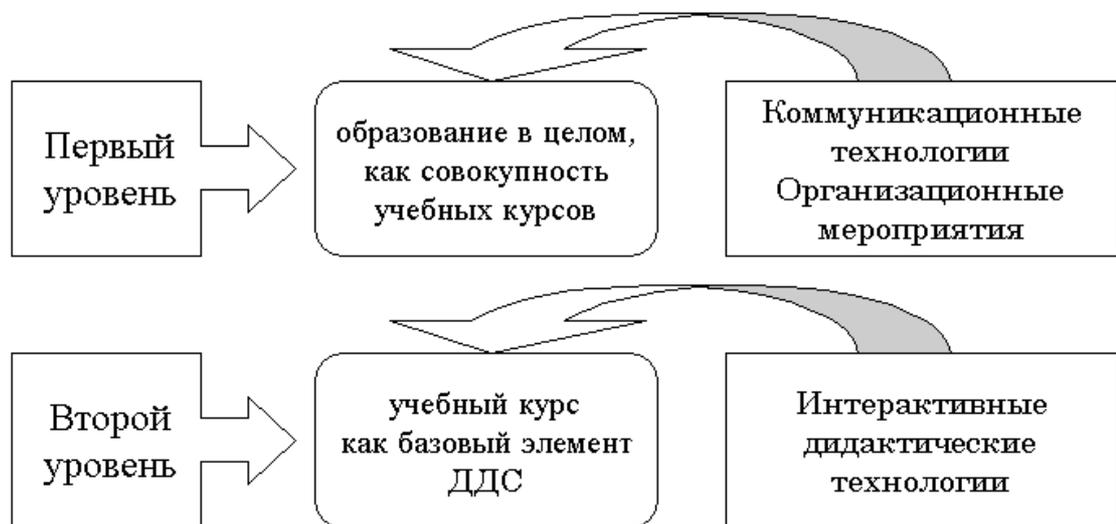 Первый
уровень
образование в целом,
как совокупность
учебных курсов
Коммуникационные
технологии
Организационные
мероприятия
Второй
уровень
учебный курс
как базовый элемент
ДДС
Интерактивные
дидактические
технологии